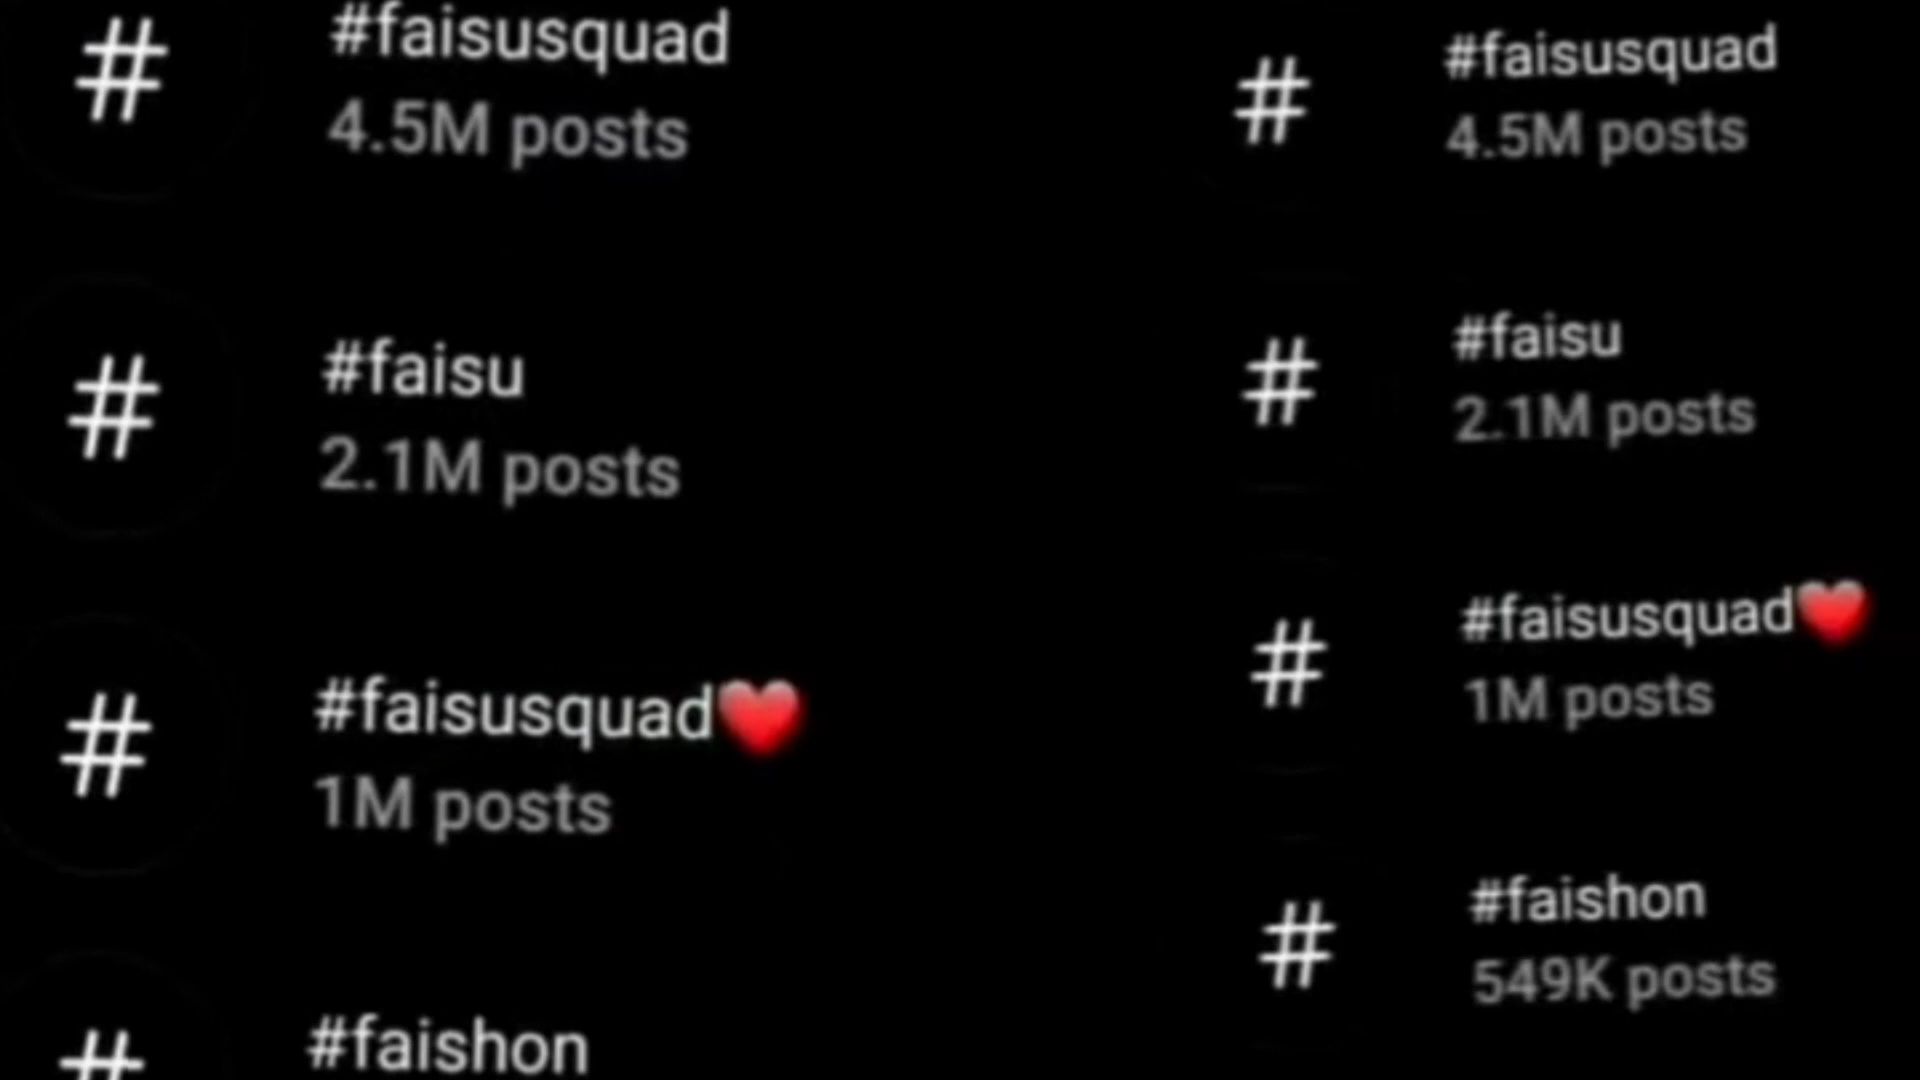 #faisusquad
4.5M posts
#faisu
2.1M posts
#faisusquad❤️
1M posts
#faishon
#faisusquad
4.5M posts
#faisu
2.1M posts
#faisusquad❤️
1M posts
#faishon
549K posts